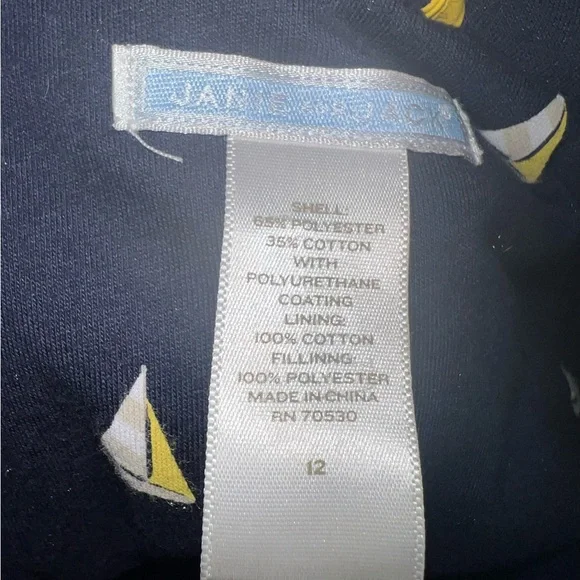 JANIE AND JACK
SHELL:
65% POLYESTER
35% COTTON
WITH
POLYURETHANE
COATING
LINING:
100% COTTON
FILLINNG:
100% POLYESTER
MADE IN CHINA
RN 70530
12